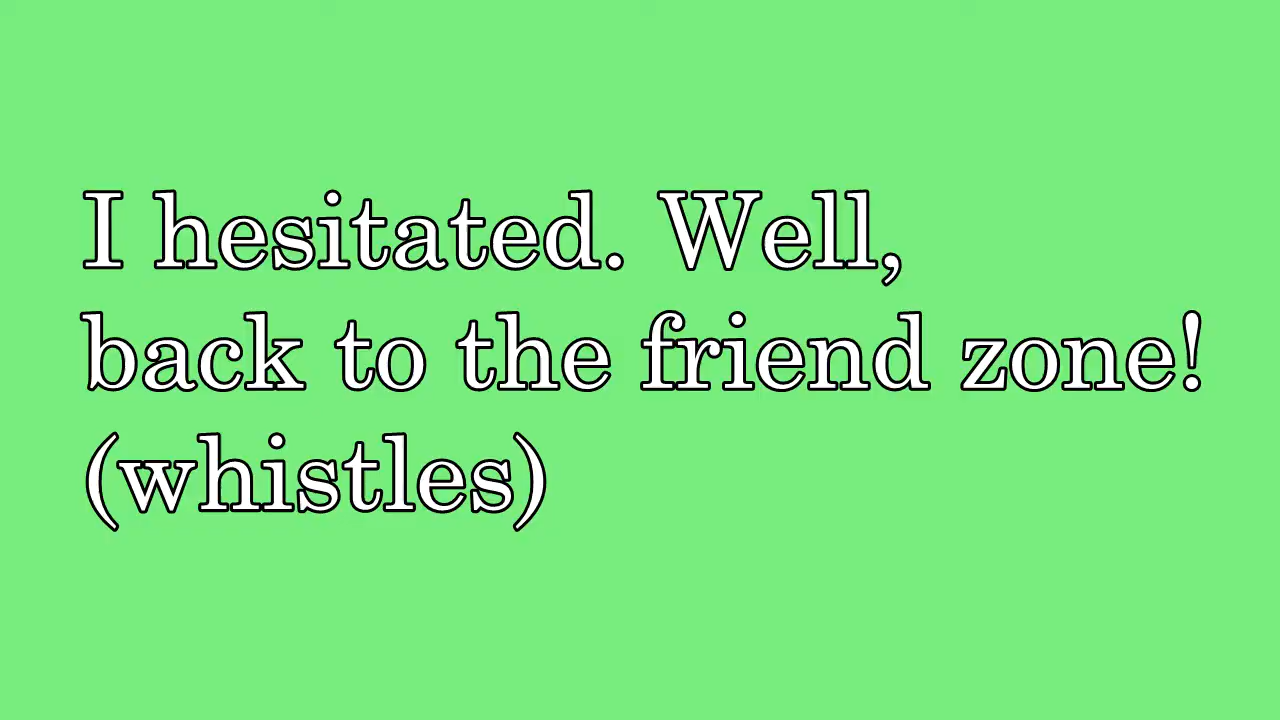 I hesitated. Well,
back to the friend zone!
(whistles)